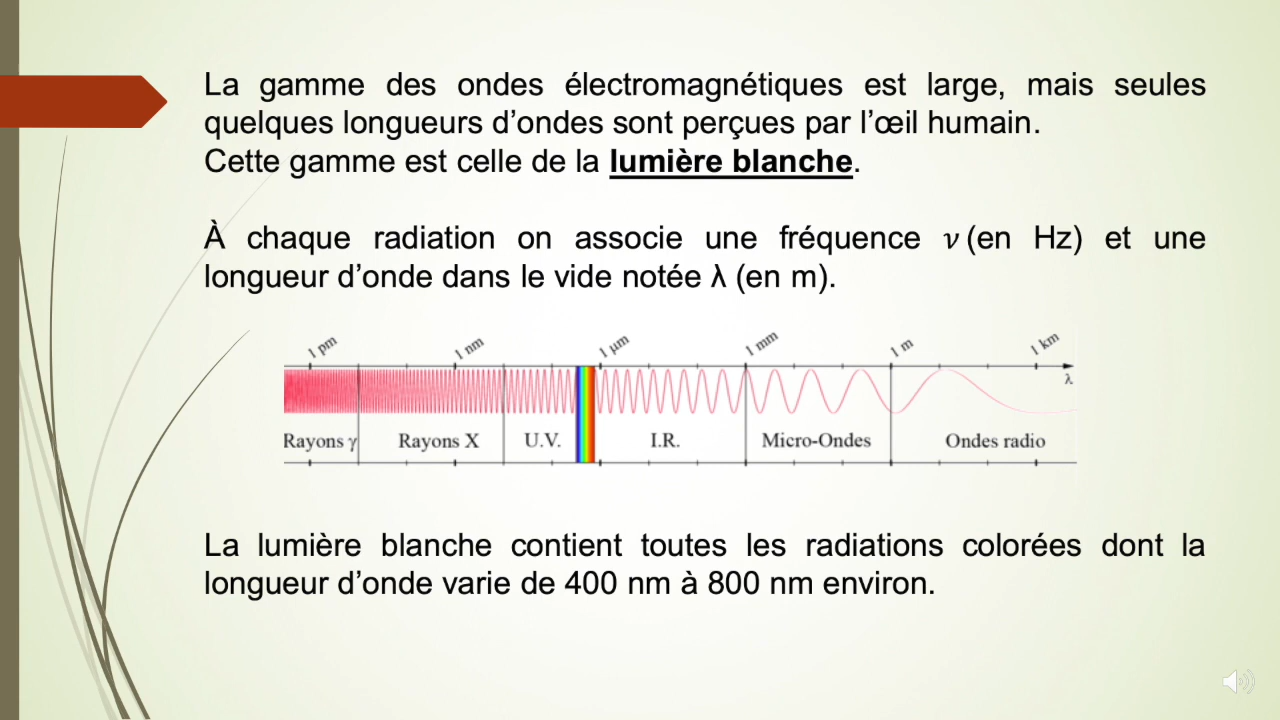 La gamme des ondes électromagnétiques est large, mais seules
quelques longueurs d’ondes sont perçues par l’œil humain.
Cette gamme est celle de la lumière blanche.
À chaque radiation on associe une fréquence ν (en Hz) et une
longueur d’onde dans le vide notée λ (en m).
1 pm 1 nm 1 μm 1 mm 1 m 1 km
λ
Rayons γ Rayons X U.V. I.R. Micro-Ondes Ondes radio
La lumière blanche contient toutes les radiations colorées dont la
longueur d’onde varie de 400 nm à 800 nm environ.